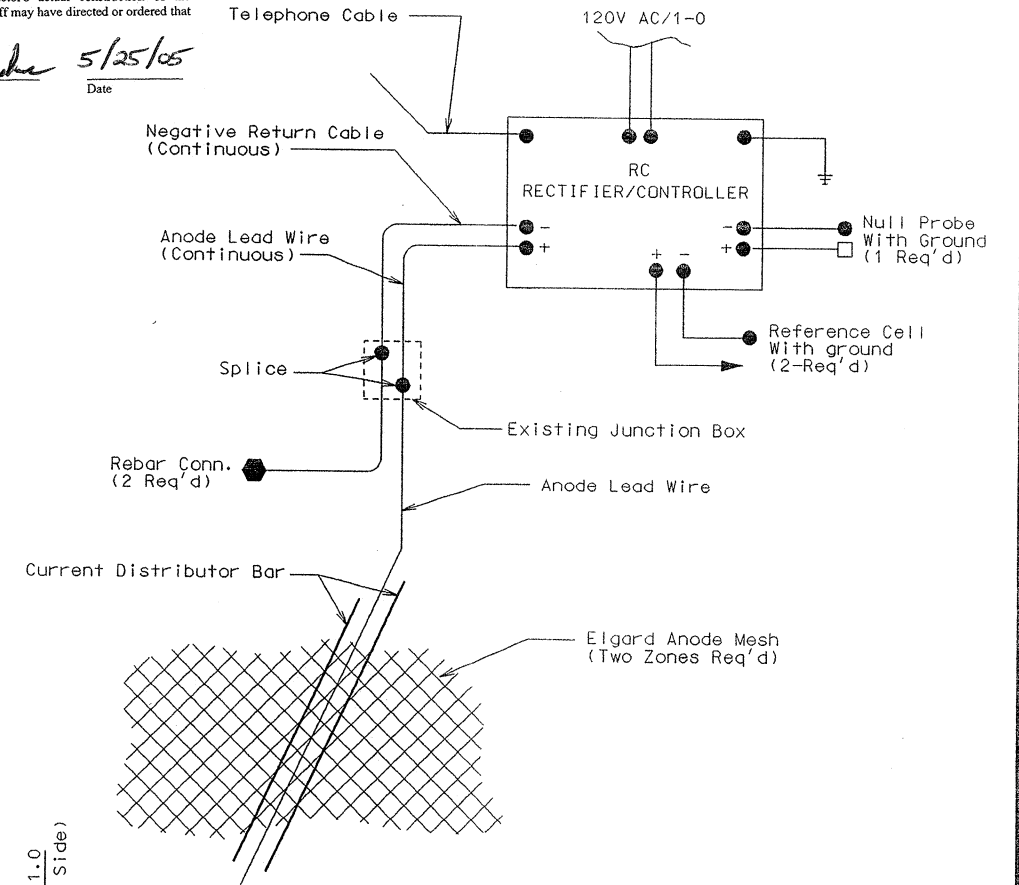 ff may have directed or ordered that
5/25/05
Date
Telephone Cable
120V AC/1-O
Negative Return Cable
(Continuous)
RC
RECTIFIER/CONTROLLER
Anode Lead Wire
(Continuous)
-
+
-
+
Null Probe
With Ground
(1 Req'd)
+ -
Reference Cell
With ground
(2-Req'd)
Splice
Existing Junction Box
Rebar Conn.
(2 Req'd)
Anode Lead Wire
Current Distributor Bar
Elgard Anode Mesh
(Two Zones Req'd)
1.0
Side)